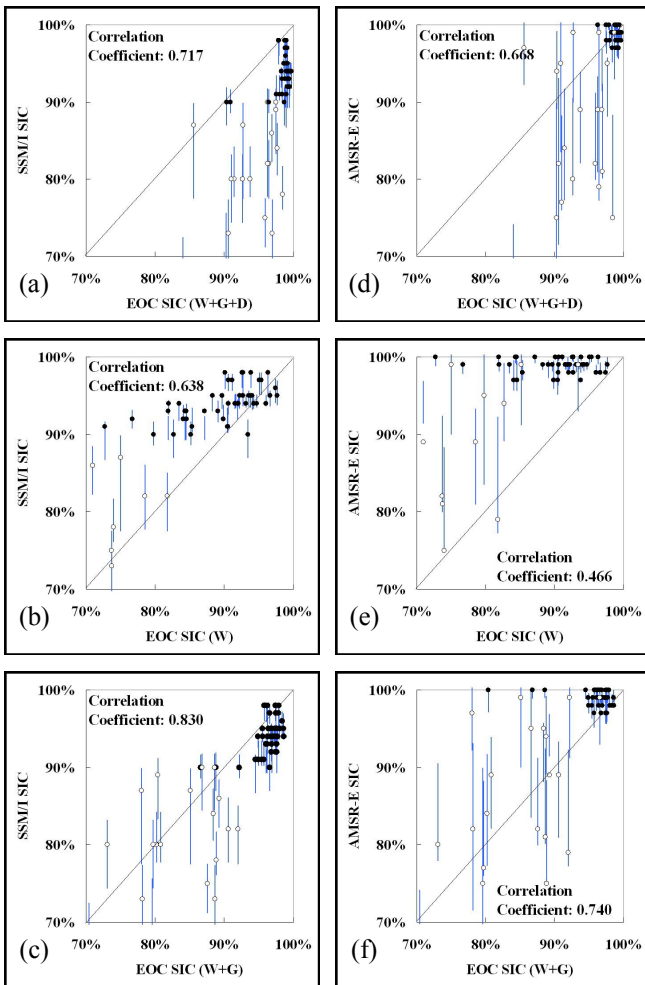 100%
Correlation
Coefficient: 0.717
90%
80%
70%
SSM/I SIC
70% 80% 90% 100%
EOC SIC (W+G+D)
(a)
100%
Correlation
Coefficient: 0.668
90%
80%
70%
AMSR-E SIC
70% 80% 90% 100%
EOC SIC (W+G+D)
(d)
100%
Correlation
Coefficient: 0.638
90%
80%
70%
SSM/I SIC
70% 80% 90% 100%
EOC SIC (W)
(b)
100%
90%
80%
70%
AMSR-E SIC
Correlation
Coefficient: 0.466
70% 80% 90% 100%
EOC SIC (W)
(e)
100%
Correlation
Coefficient: 0.830
90%
80%
70%
SSM/I SIC
70% 80% 90% 100%
EOC SIC (W+G)
(c)
100%
90%
80%
70%
AMSR-E SIC
Correlation
Coefficient: 0.740
70% 80% 90% 100%
EOC SIC (W+G)
(f)